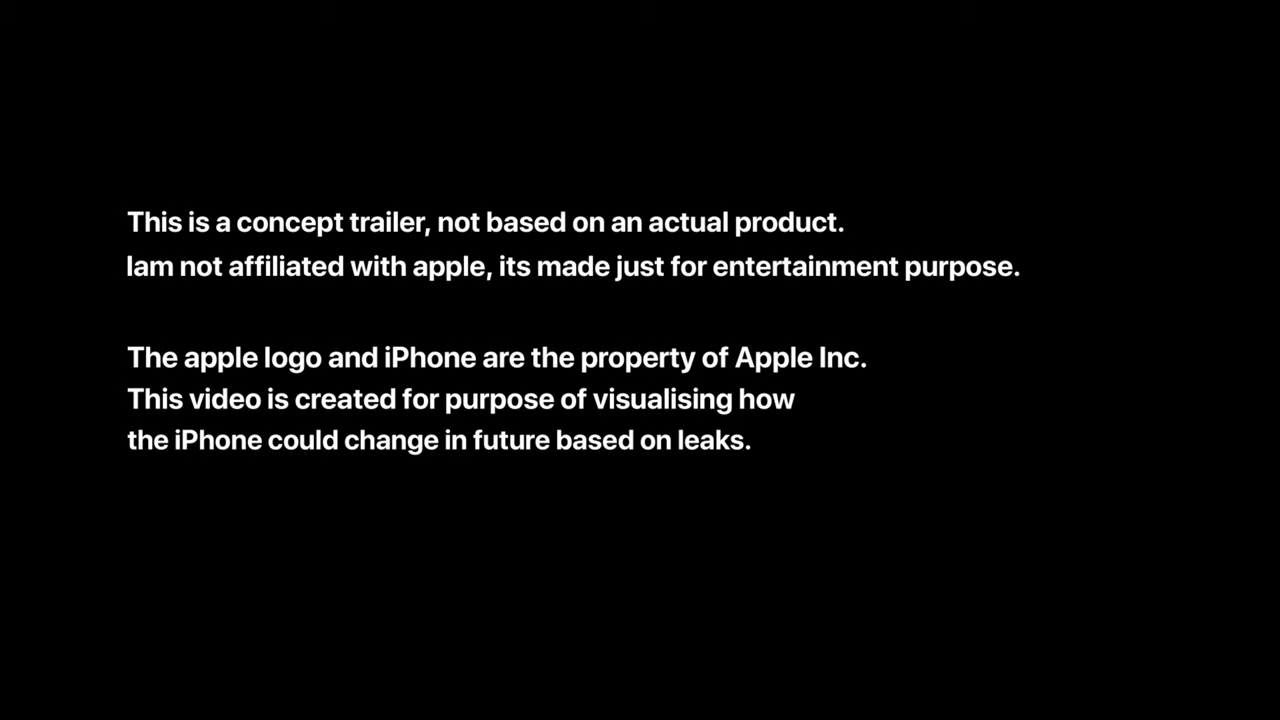 This is a concept trailer, not based on an actual product.
Iam not affiliated with apple, its made just for entertainment purpose.
The apple logo and iPhone are the property of Apple Inc.
This video is created for purpose of visualising how
the iPhone could change in future based on leaks.